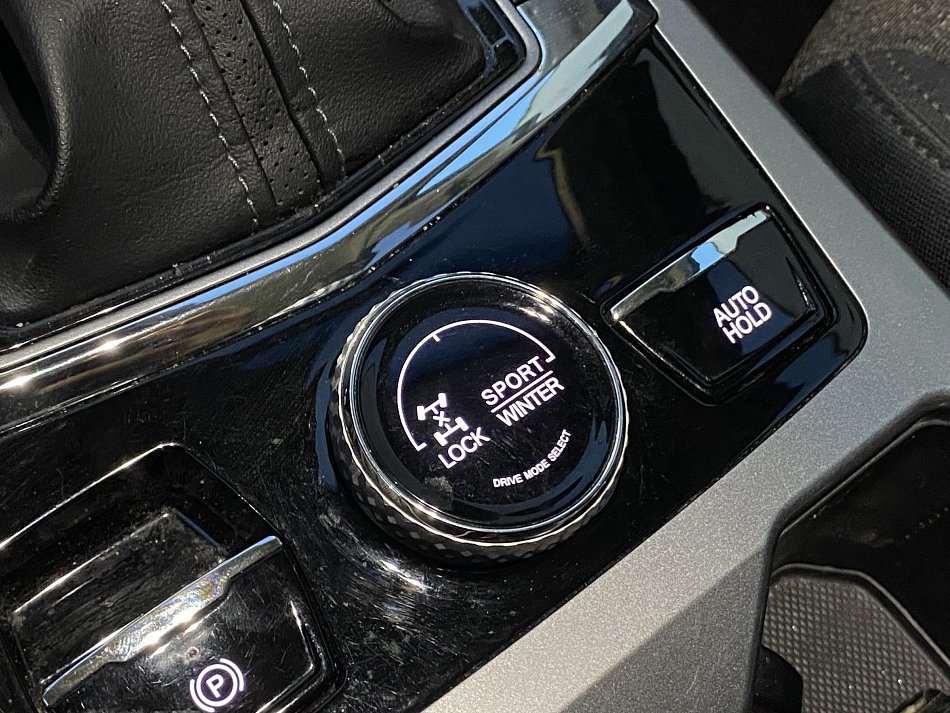 AUTO
HOLD
SPORT
WINTER
LOCK
DRIVE MODE SELECT
P